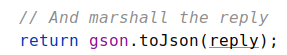 // And marshall the reply
return gson.toJson(reply);